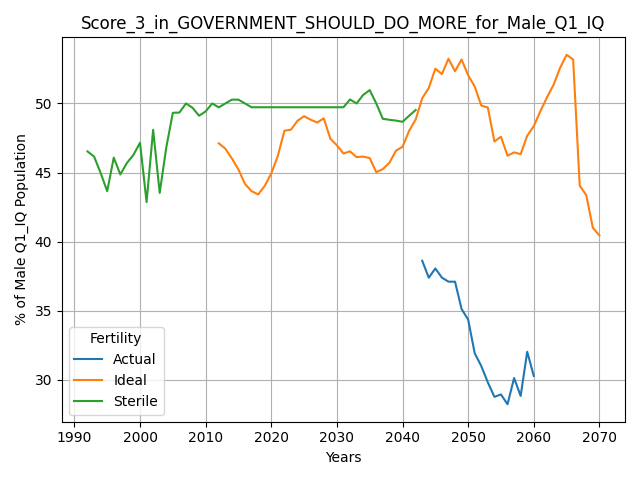 Score_3_in_GOVERNMENT_SHOULD_DO_MORE_for_Male_Q1_IQ
% of Male Q1_IQ Population
50
45
40
35
30
Fertility
Actual
Ideal
Sterile
1990 2000 2010 2020 2030 2040 2050 2060 2070
Years